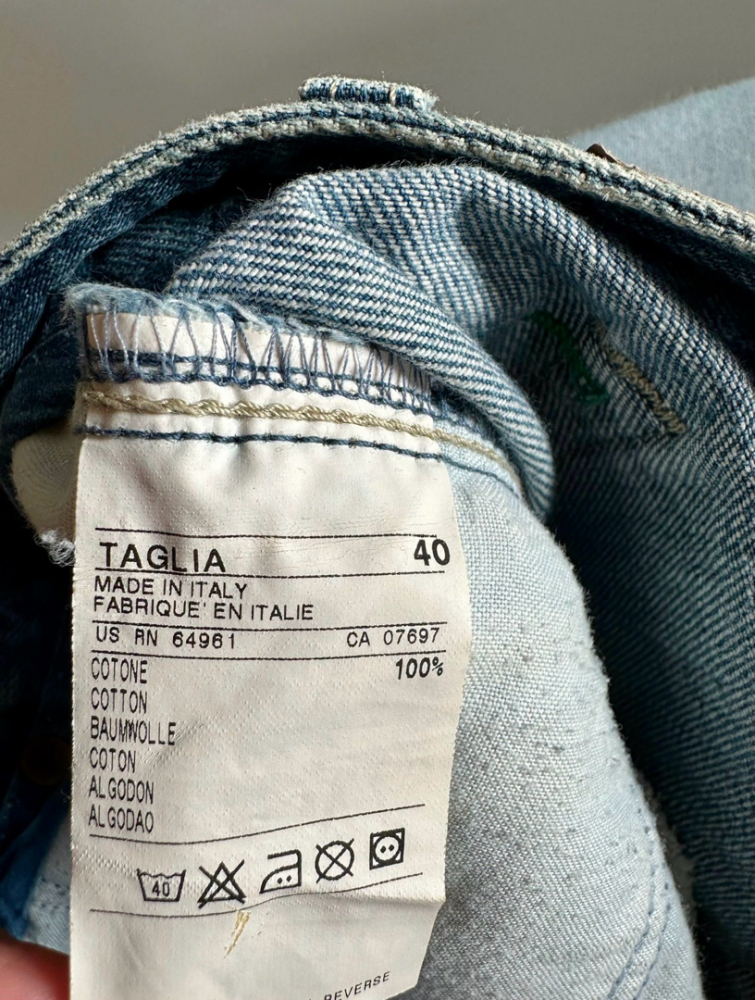 TAGLIA 40
MADE IN ITALY
FABRIQUE' EN ITALIE
US RN 64961 CA 07697
COTONE 100%
COTTON
BAUMWOLLE
COTON
ALGODON
ALGODAO
40
REVERSE